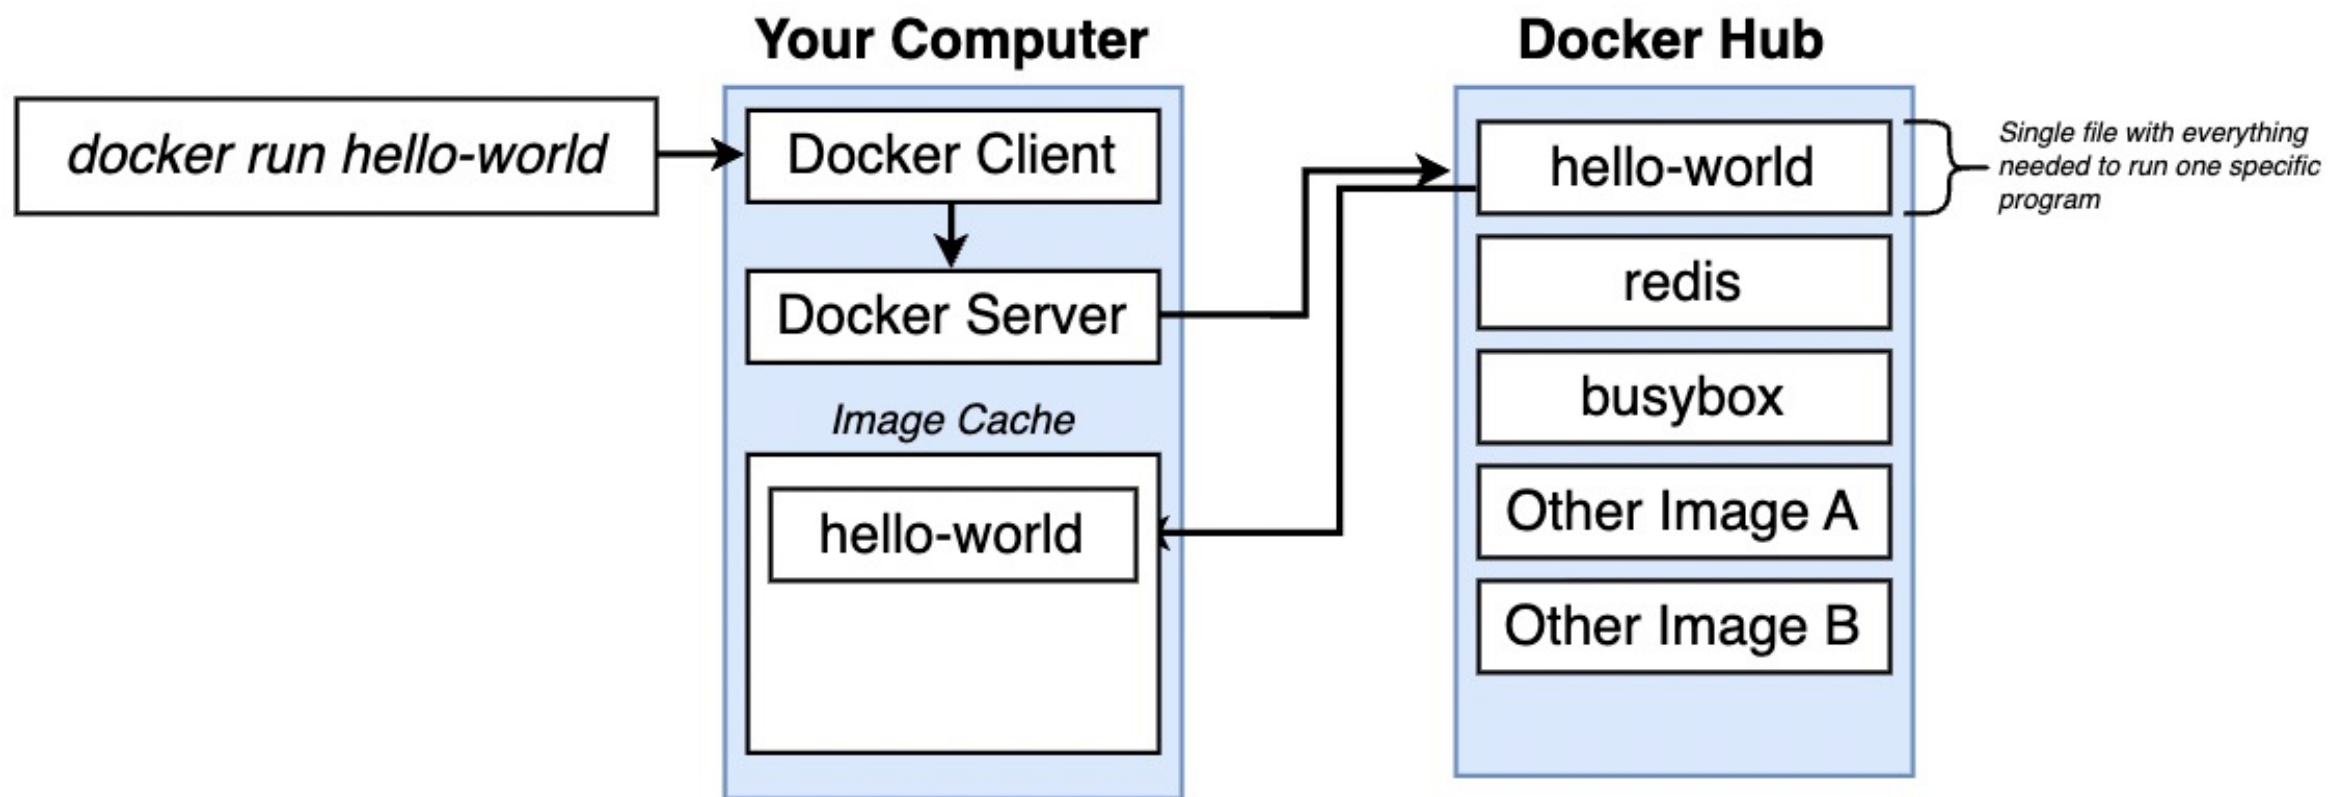 Your Computer
Docker Hub
docker run hello-world
Docker Client
Docker Server
Image Cache
hello-world
hello-world
redis
busybox
Other Image A
Other Image B
Single file with everything
needed to run one specific
program